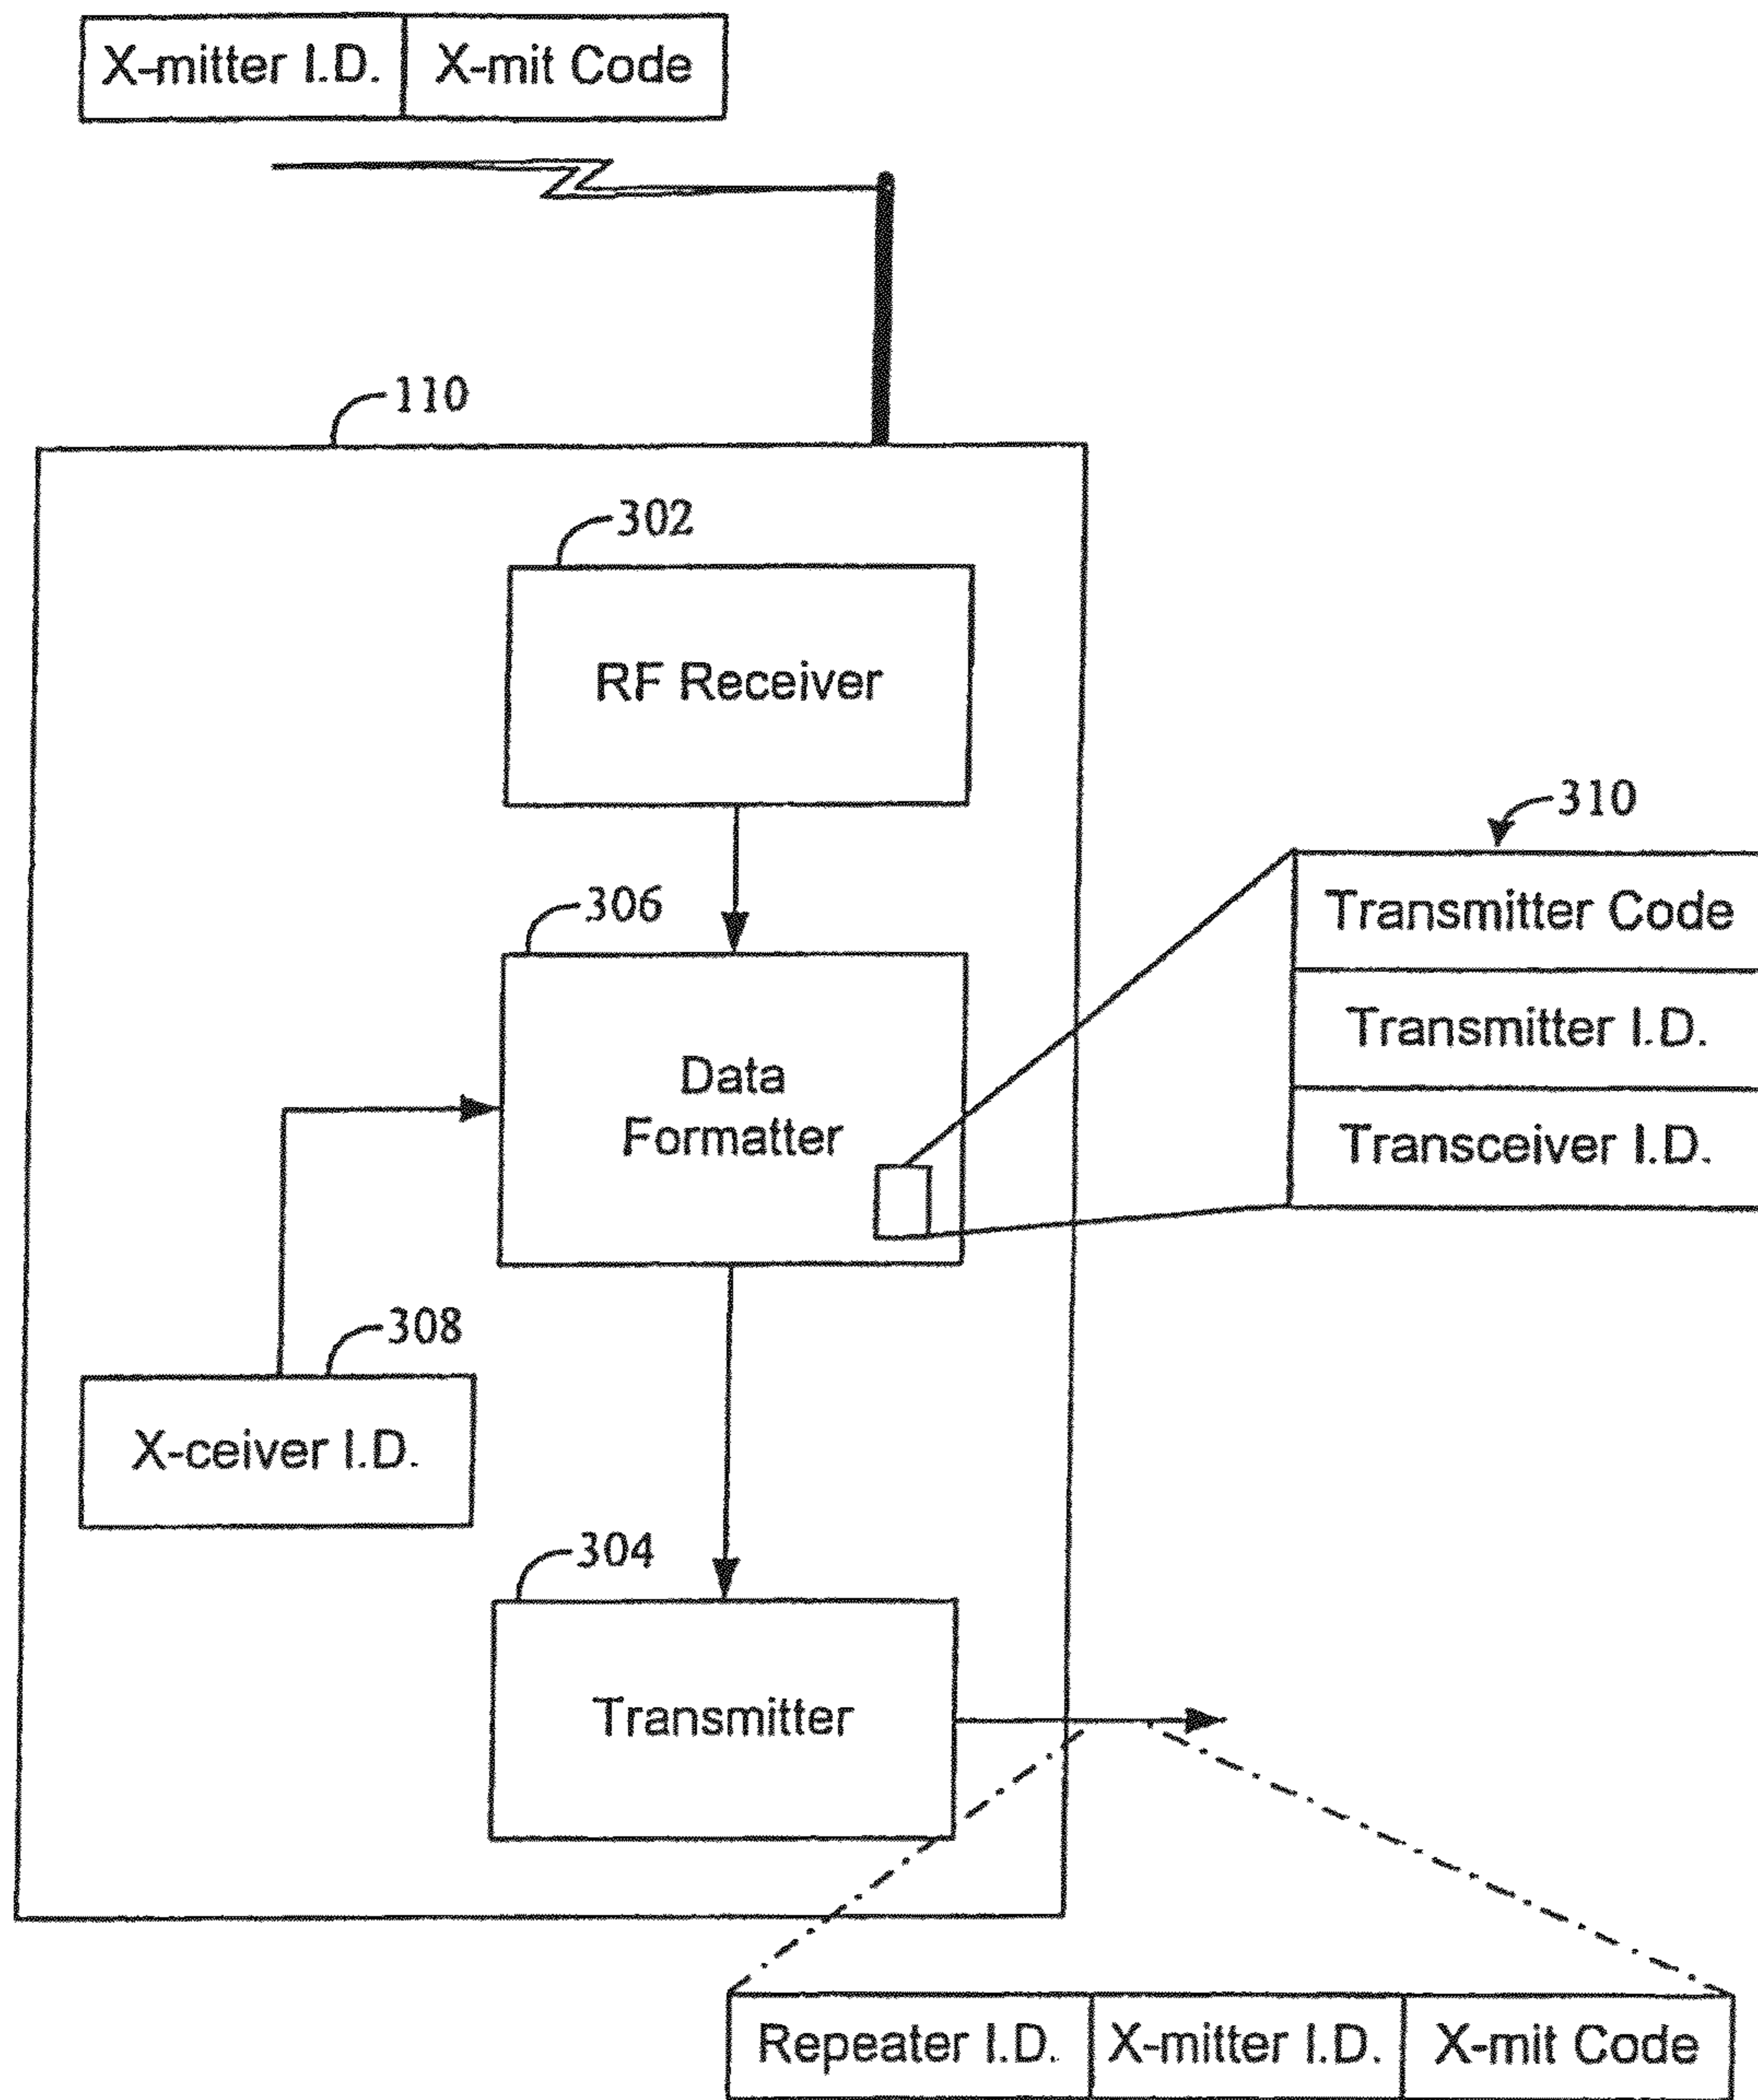 X-mitter I.D. X-mit Code
110
302
RF Receiver
310
Transmitter Code
306
Transmitter I.D.
Data
Formatter
Transceiver I.D.
308
X-ceiver I.D.
304
Transmitter
Repeater I.D. X-mitter I.D. X-mit Code